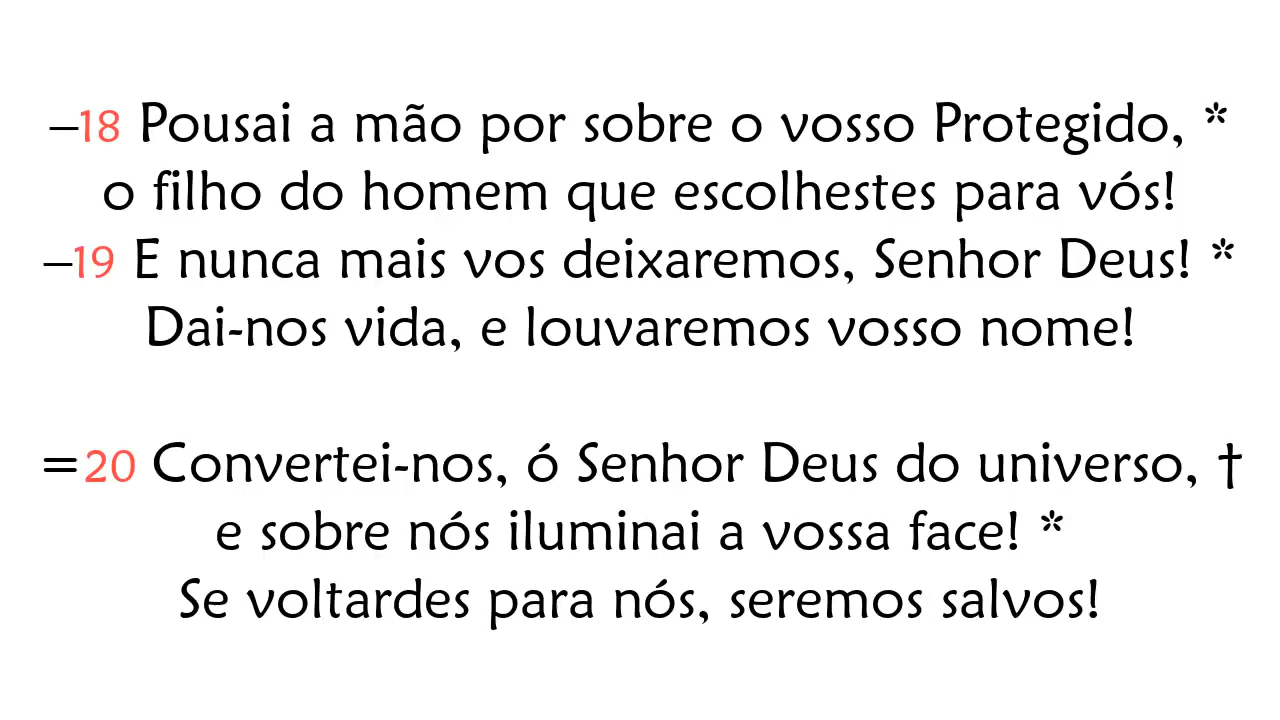 –18 Pousai a mão por sobre o vosso Protegido, *
o filho do homem que escolhestes para vós!
–19 E nunca mais vos deixaremos, Senhor Deus! *
Dai-nos vida, e louvaremos vosso nome!
=20 Convertei-nos, ó Senhor Deus do universo, †
e sobre nós iluminai a vossa face! *
Se voltardes para nós, seremos salvos!